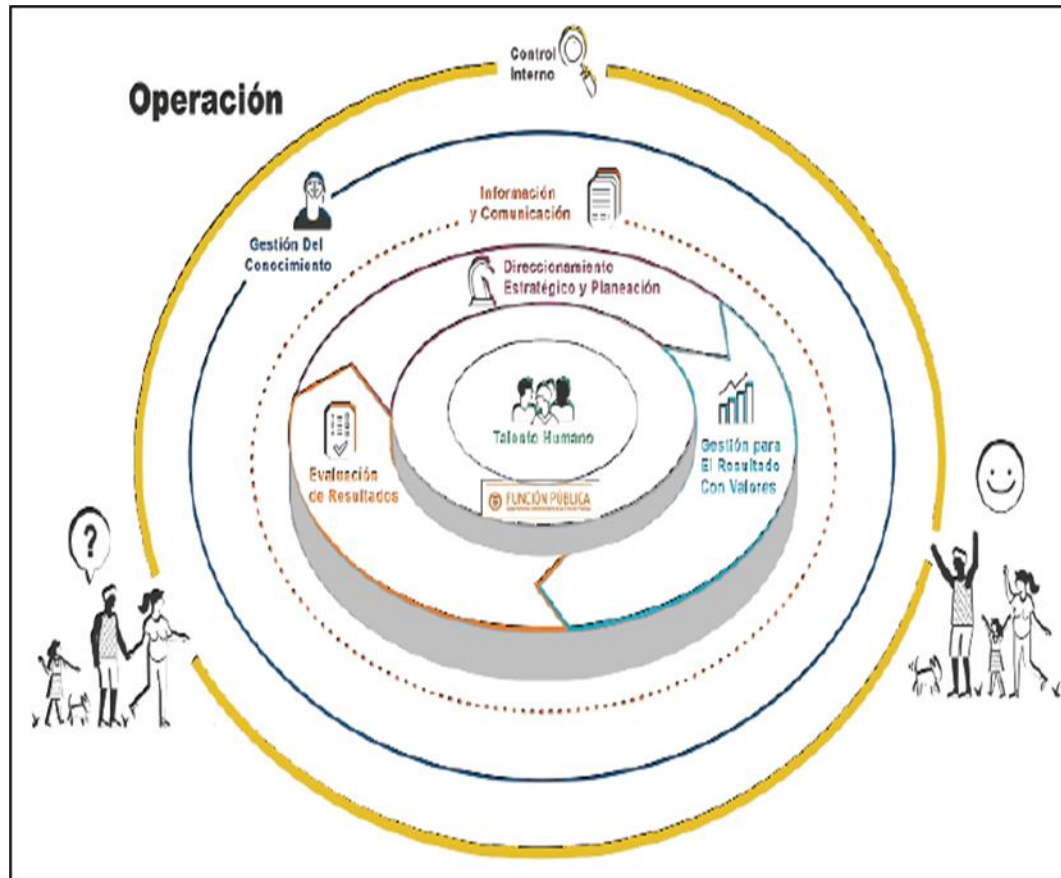 Operación
Control
Interno
Gestión Del
Conocimiento
Información
y Comunicación
Direccionamiento
Estratégico y Planeación
Talento Humano
FUNCIÓN PÚBLICA
Evaluación
de Resultados
Gestión para
El Resultado
Con Valores
?